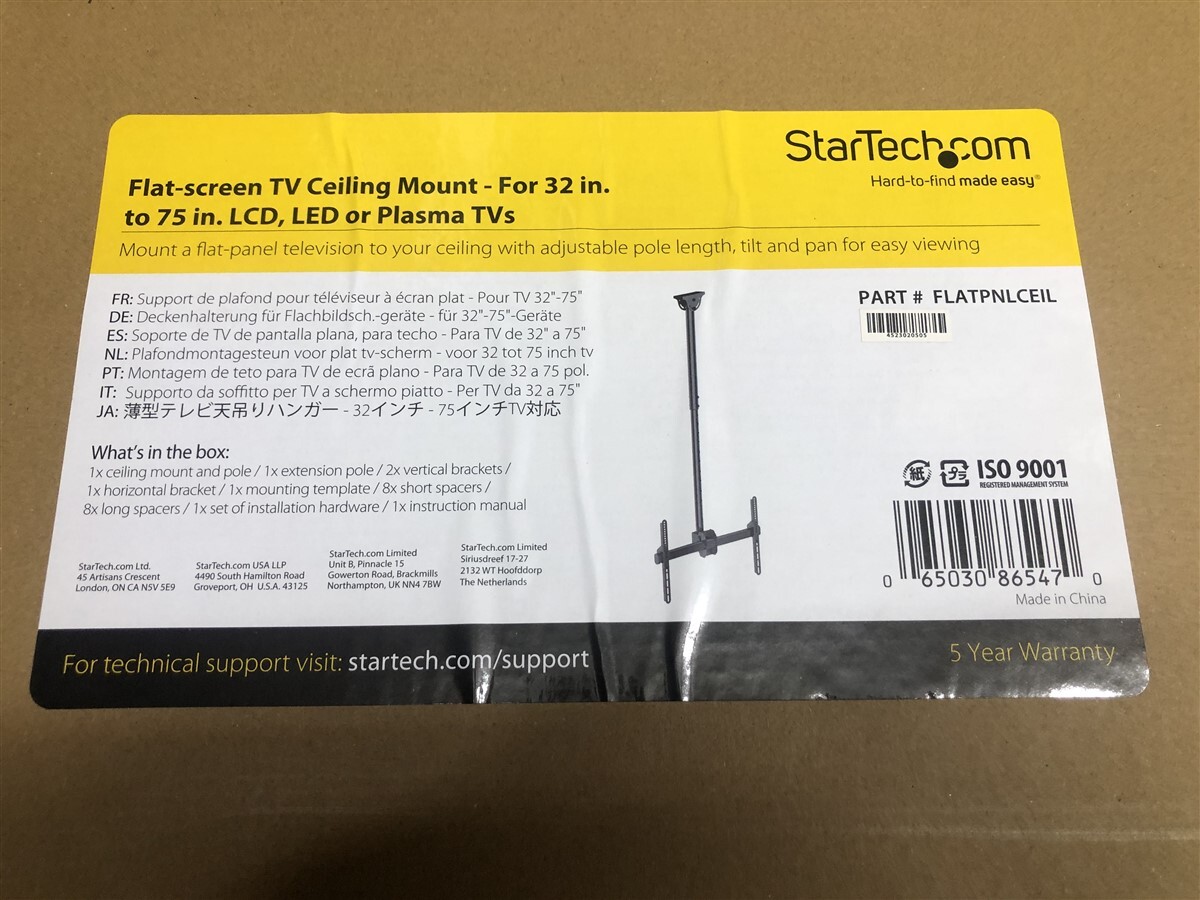 StarTech.com
Hard-to-find made easy®
Flat-screen TV Ceiling Mount - For 32 in.
to 75 in. LCD, LED or Plasma TVs
Mount a flat-panel television to your ceiling with adjustable pole length, tilt and pan for easy viewing
FR: Support de plafond pour téléviseur à écran plat - Pour TV 32"-75"
DE: Deckenhalterung für Flachbildsch.-geräte - für 32"-75"-Geräte
ES: Soporte de TV de pantalla plana, para techo - Para TV de 32" a 75"
NL: Plafondmontagesteun voor plat tv-scherm - voor 32 tot 75 inch tv
PT: Montagem de teto para TV de ecrã plano - Para TV de 32 a 75 pol.
IT: Supporto da soffitto per TV a schermo piatto - Per TV da 32 a 75"
JA: 薄型テレビ天吊りハンガー - 32インチ - 75インチTV対応
PART # FLATPNLCEIL
4523020505
What's in the box:
1x ceiling mount and pole / 1x extension pole / 2x vertical brackets /
1x horizontal bracket / 1x mounting template / 8x short spacers /
8x long spacers / 1x set of installation hardware / 1x instruction manual
StarTech.com Ltd.
45 Artisans Crescent
London, ON CA N5V 5E9
StarTech.com USA LLP
4490 South Hamilton Road
Groveport, OH U.S.A. 43125
StarTech.com Limited
Unit B, Pinnacle 15
Gowerton Road, Brackmills
Northampton, UK NN4 7BW
StarTech.com Limited
Siriusdreef 17-27
2132 WT Hoofddorp
The Netherlands
紙
プラ
ISO 9001
REGISTERED MANAGEMENT SYSTEM
0 65030 86547 0
Made in China
For technical support visit: startech.com/support
5 Year Warranty